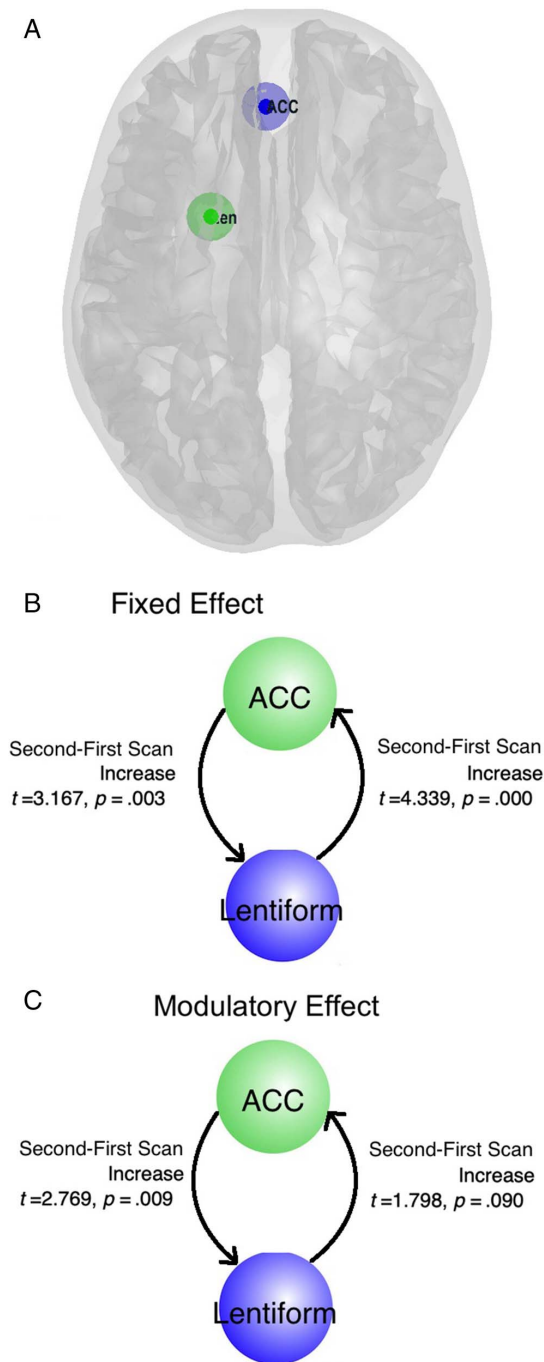 A
ACC
Len
B
Fixed Effect
ACC
Second-First Scan
Increase
t=3.167, p=.003
Second-First Scan
Increase
t=4.339, p=.000
Lentiform
C
Modulatory Effect
ACC
Second-First Scan
Increase
t=2.769, p=.009
Second-First Scan
Increase
t=1.798, p=.090
Lentiform